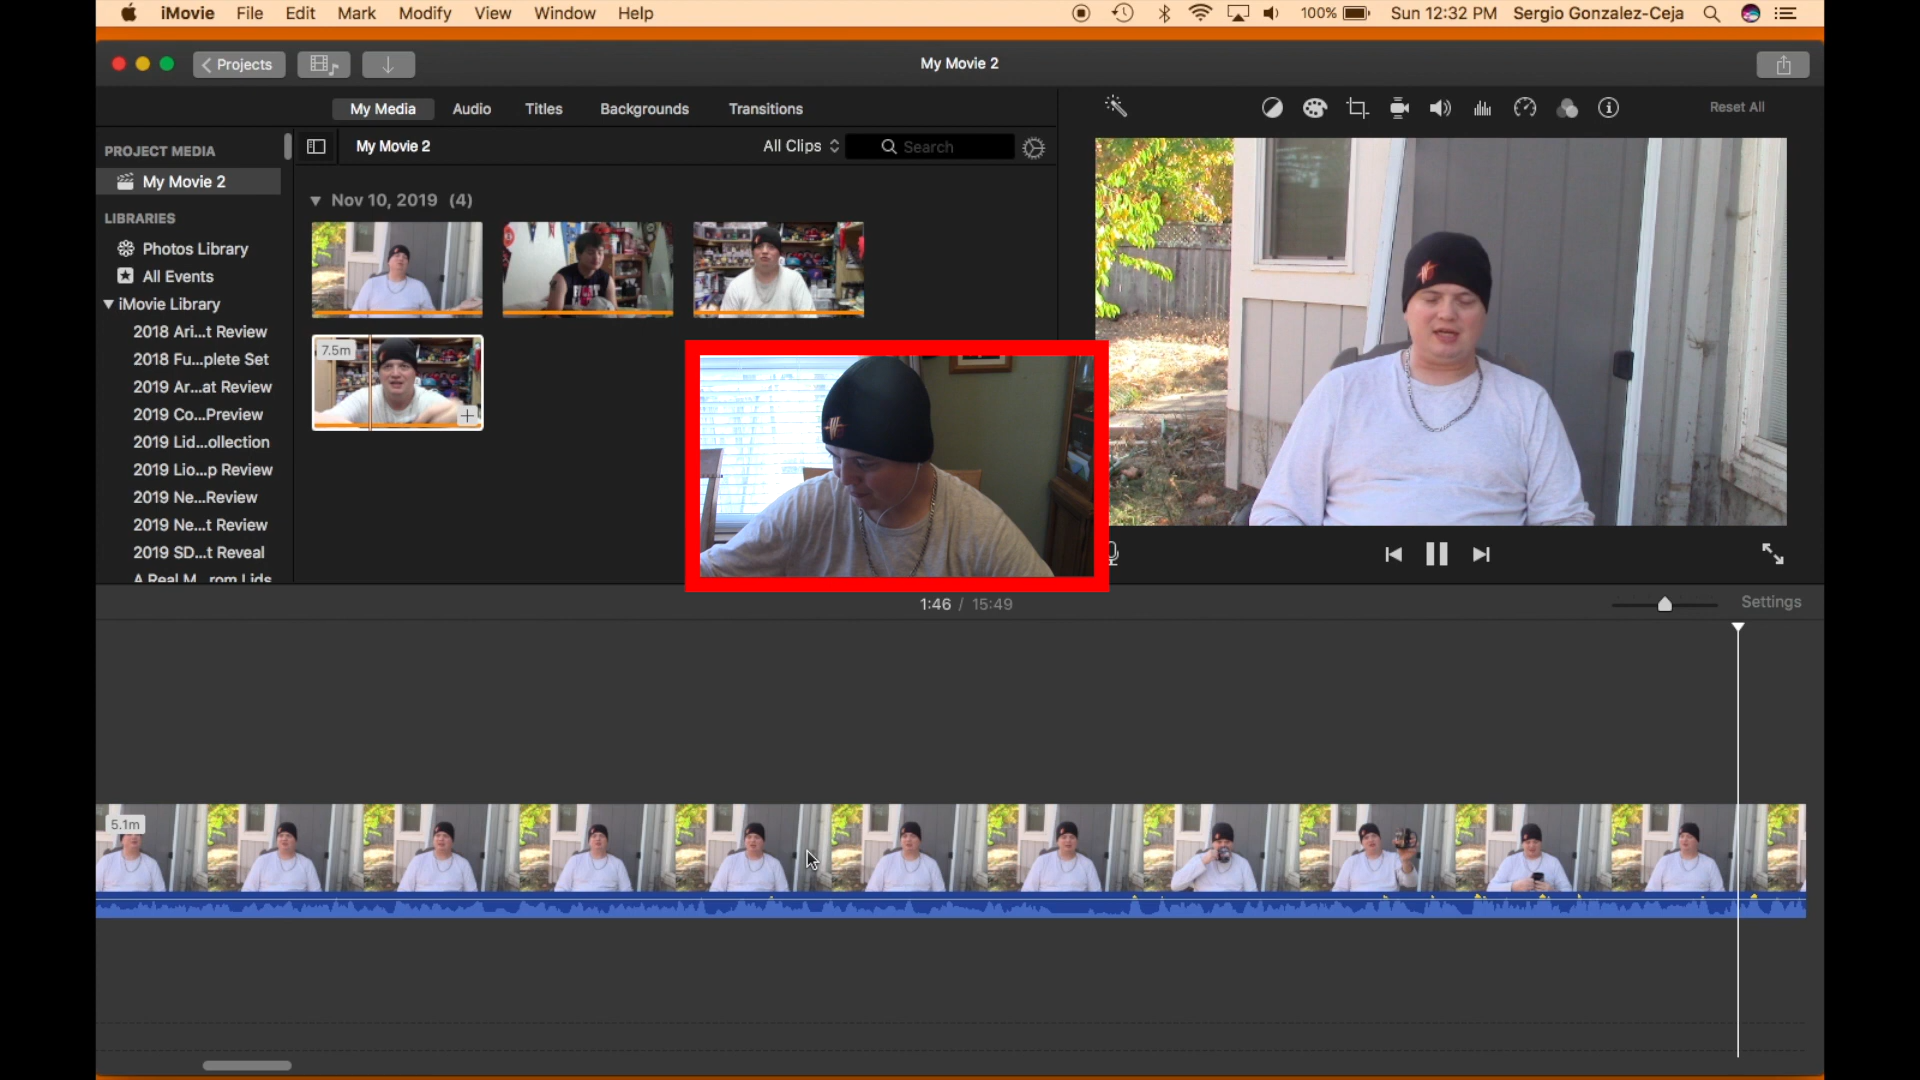 iMovie File Edit Mark Modify View Window Help 100% Sun 12:32 PM Sergio Gonzalez-Ceja
Projects My Movie 2
My Media Audio Titles Backgrounds Transitions Reset All
PROJECT MEDIA My Movie 2 All Clips Search
My Movie 2
LIBRARIES
Nov 10, 2019 (4)
Photos Library
All Events
iMovie Library
2018 Ari...t Review
7.5m
2018 Fu...plete Set
2019 Ar...at Review
2019 Co...Preview
2019 Lid...ollection
2019 Lio...p Review
2019 Ne...Review
2019 Ne...t Review
2019 SD...t Reveal
A Real M...rom Lids
1:46 / 15:49 Settings
5.1m